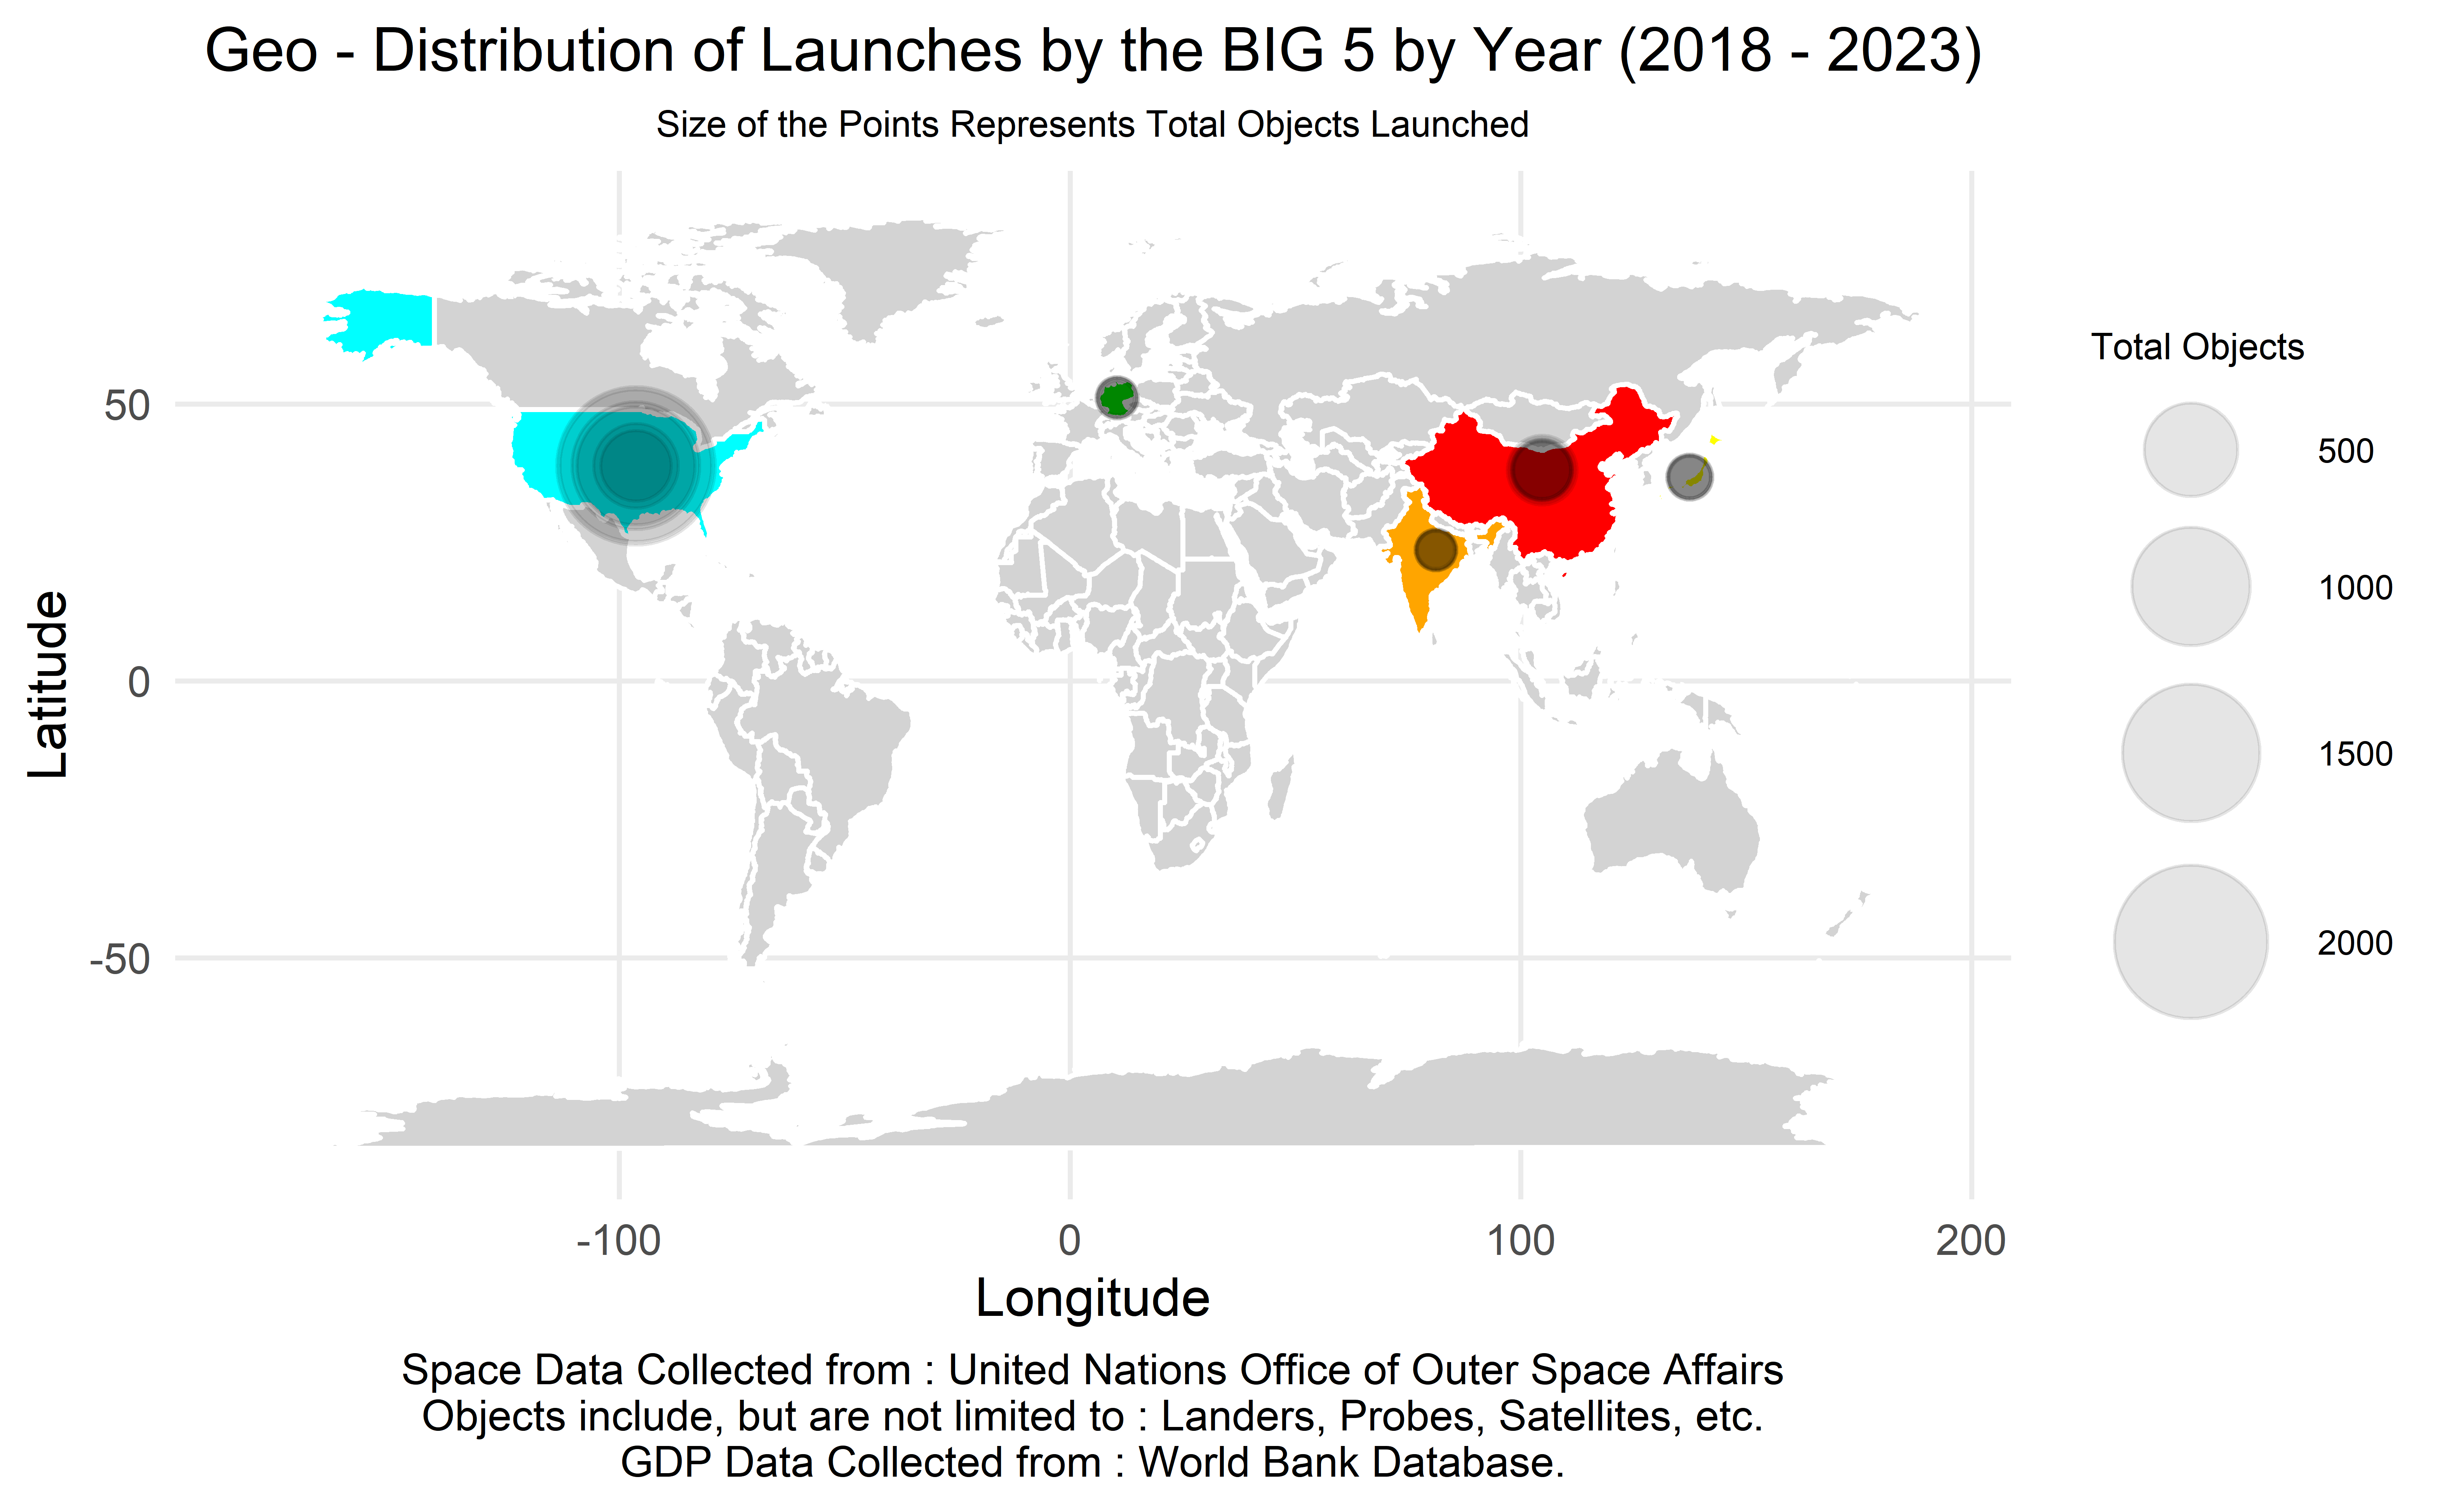 Geo - Distribution of Launches by the BIG 5 by Year (2018 - 2023)
Size of the Points Represents Total Objects Launched
Total Objects
500
1000
1500
2000
Latitude
50
0
-50
-100
0
100
200
Longitude
Space Data Collected from : United Nations Office of Outer Space Affairs
Objects include, but are not limited to : Landers, Probes, Satellites, etc.
GDP Data Collected from : World Bank Database.